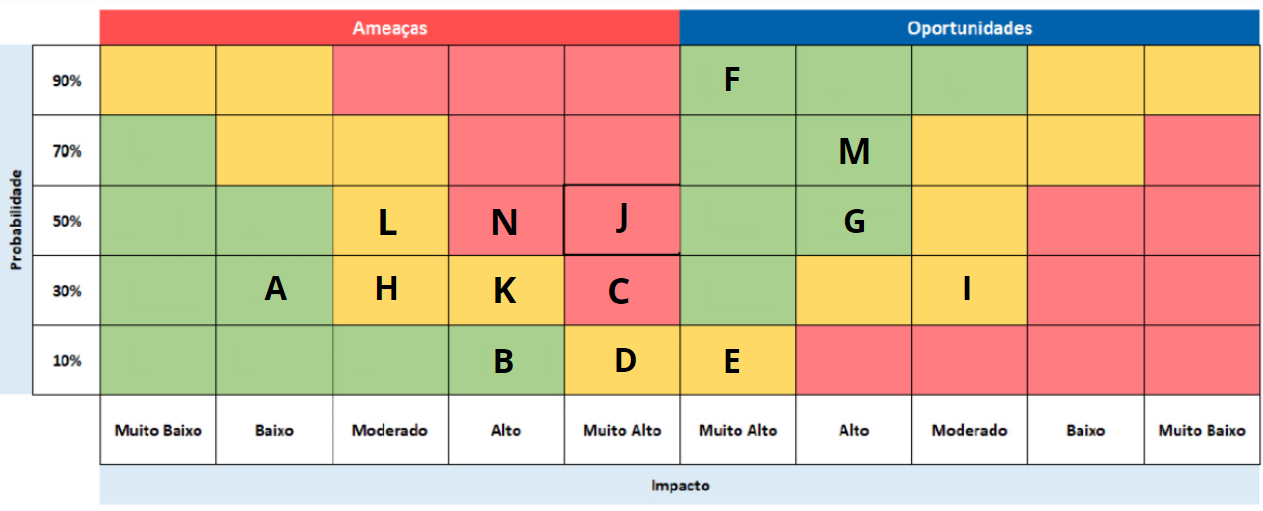 Ameaças Oportunidades
Probabilidade
90% F
70% M
50% L N J G
30% A H K C I
10% B D E
Muito Baixo Baixo Moderado Alto Muito Alto Muito Alto Alto Moderado Baixo Muito Baixo
Impacto